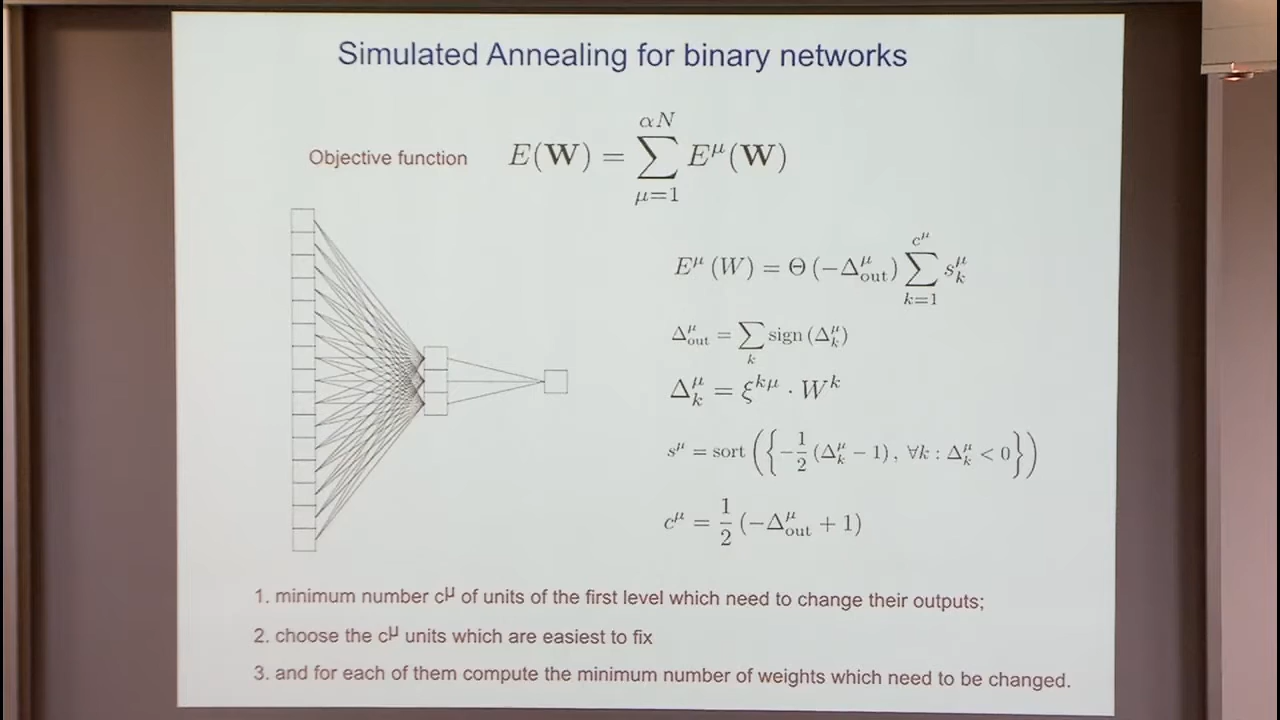 Simulated Annealing for binary networks
Objective function E(𝐖) = ∑_{μ=1}^{αN} E^μ(𝐖)
E^μ (W) = Θ (−Δ^μ_out) ∑_{k=1}^{c^μ} s^μ_k
Δ^μ_out = ∑_k sign (Δ^μ_k)
Δ^μ_k = ξ^{kμ} · W^k
s^μ = sort ({−1/2 (Δ^μ_k − 1), ∀k : Δ^μ_k < 0})
c^μ = 1/2 (−Δ^μ_out + 1)
1. minimum number c^μ of units of the first level which need to change their outputs;
2. choose the c^μ units which are easiest to fix
3. and for each of them compute the minimum number of weights which need to be changed.